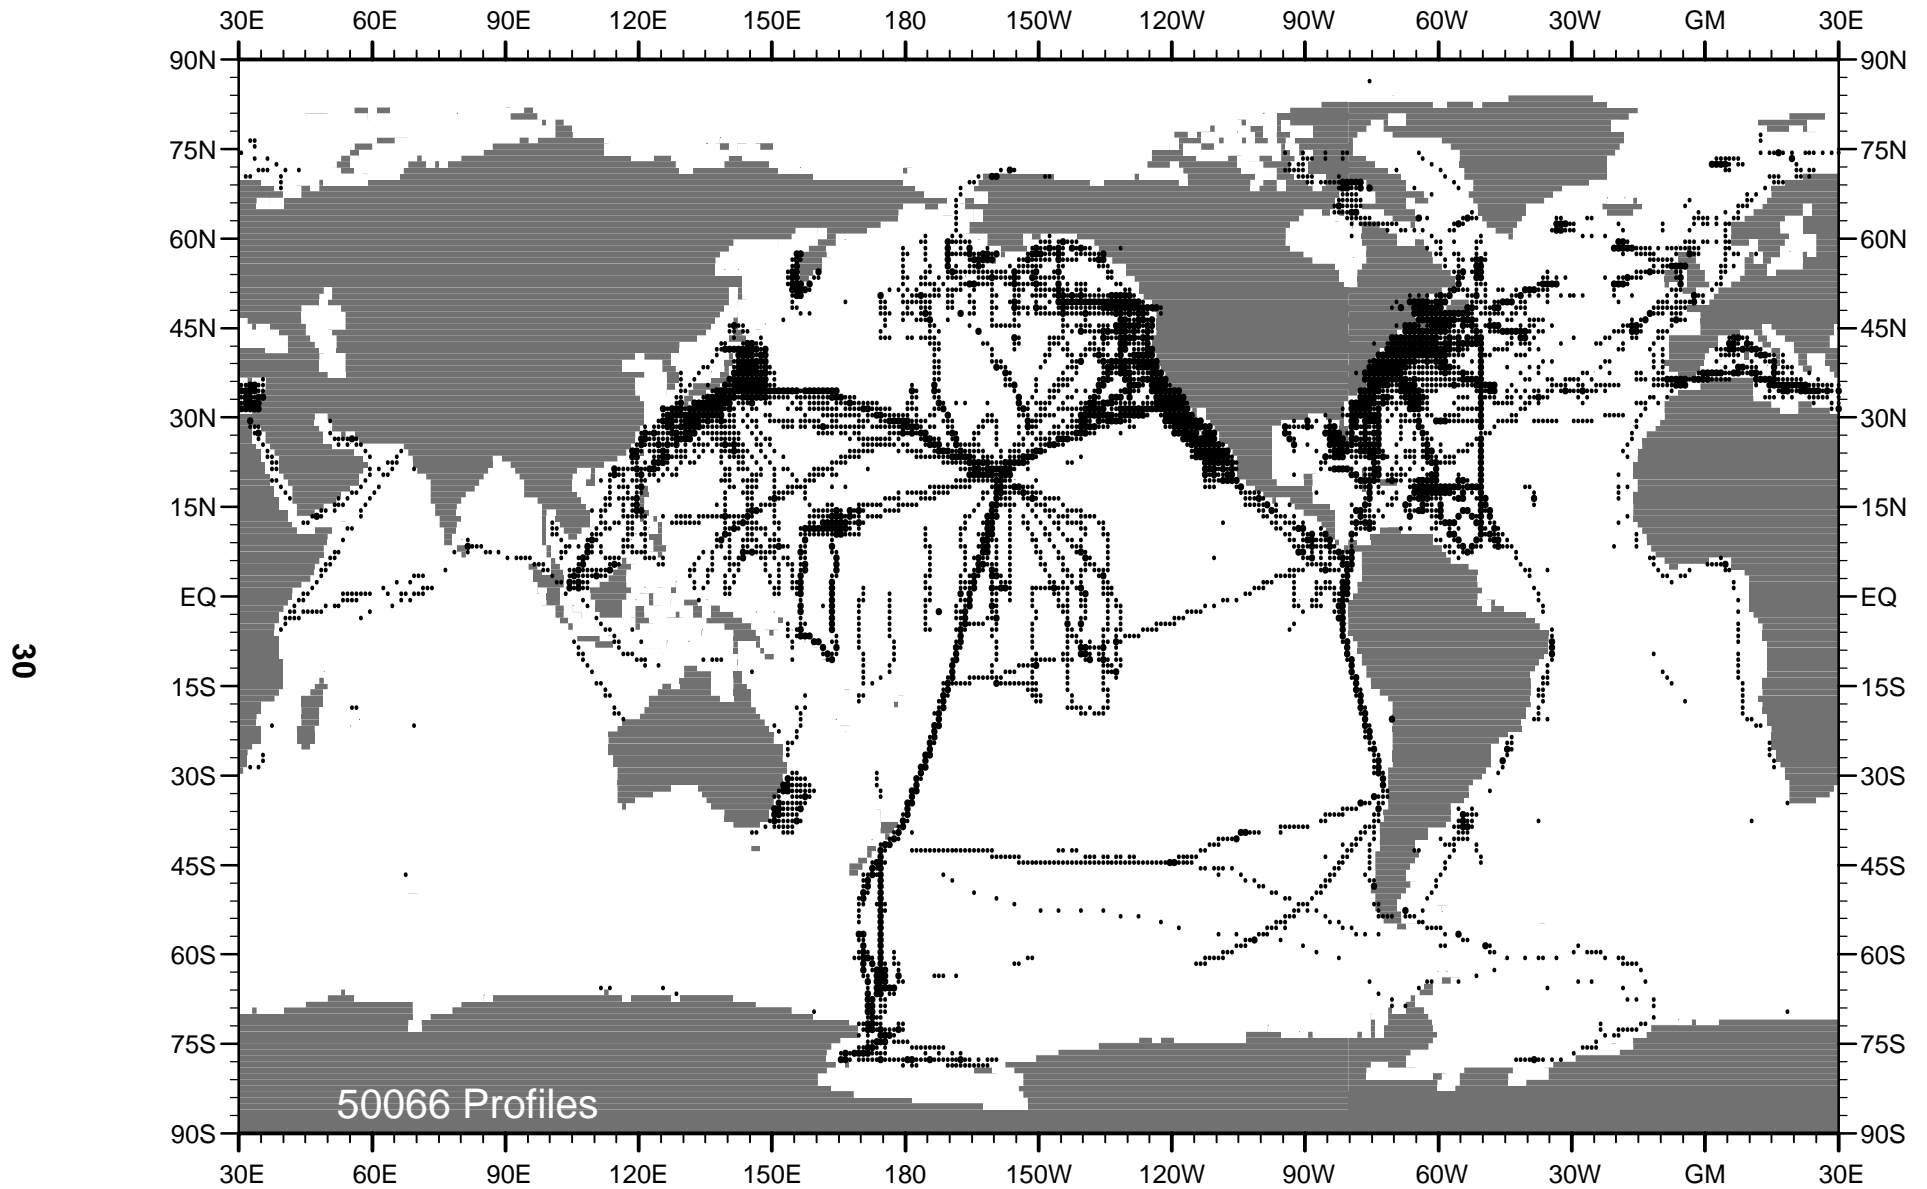 30E 60E 90E 120E 150E 180 150W 120W 90W 60W 30W GM 30E
90N 90N
75N 75N
60N 60N
45N 45N
30N 30N
15N 15N
EQ EQ
30
15S 15S
30S 30S
45S 45S
60S 60S
75S 75S
50066 Profiles
90S 90S
30E 60E 90E 120E 150E 180 150W 120W 90W 60W 30W GM 30E